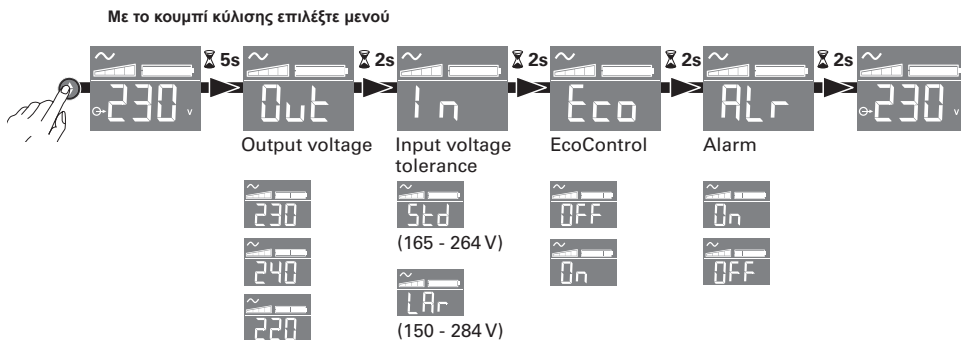 Με το κουμπί κύλισης επιλέξτε μενού
5s 2s 2s 2s 2s
230 v Out In Eco ALr 230 v
Output voltage Input voltage tolerance EcoControl Alarm
230 Std OFF On
(165 - 264 V)
240 LAr On OFF
(150 - 284 V)
220